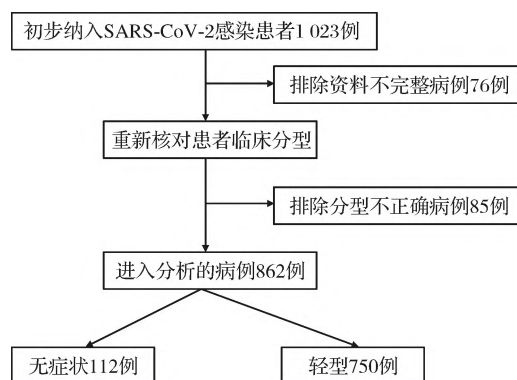 初步纳入SARS-CoV-2感染患者1 023例
排除资料不完整病例76例
重新核对患者临床分型
排除分型不正确病例85例
进入分析的病例862例
无症状112例
轻型750例